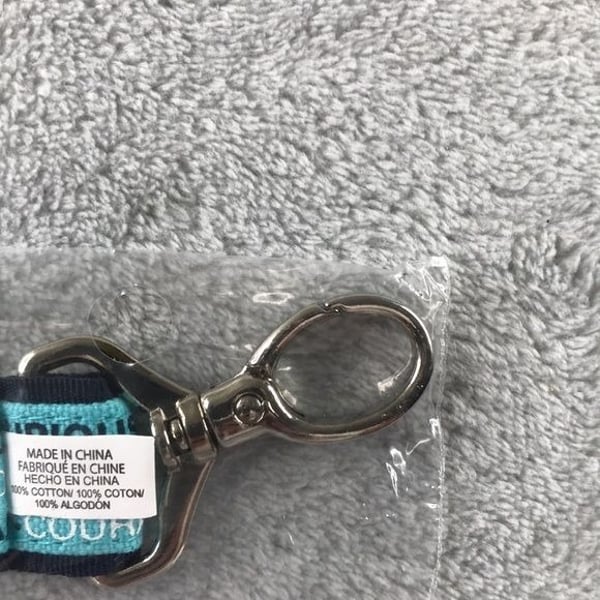 MADE IN CHINA
FABRIQUÉ EN CHINE
HECHO EN CHINA
100% COTTON/ 100% COTON/
100% ALGODÓN